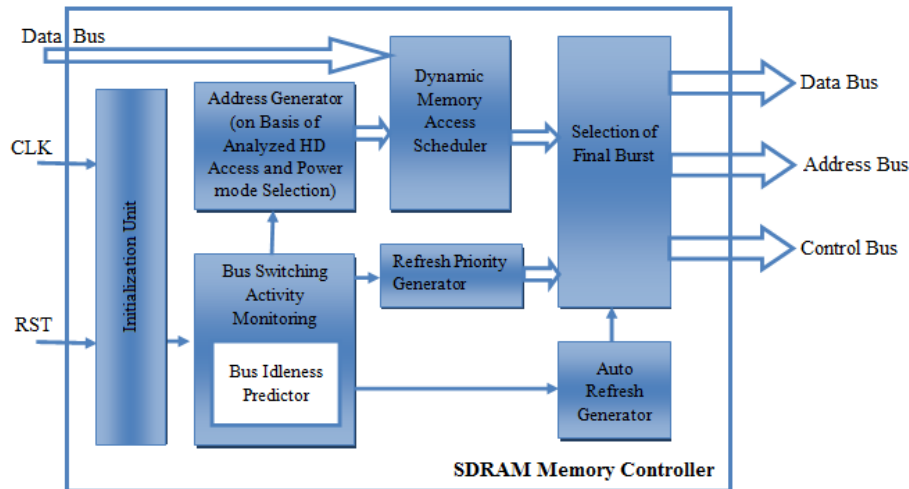 Data Bus
CLK
RST
Initialization Unit
Address Generator
(on Basis of
Analyzed HD
Access and Power
mode Selection)
Bus Switching
Activity
Monitoring
Bus Idleness
Predictor
Dynamic
Memory
Access
Scheduler
Refresh Priority
Generator
Selection of
Final Burst
Auto
Refresh
Generator
Data Bus
Address Bus
Control Bus
SDRAM Memory Controller